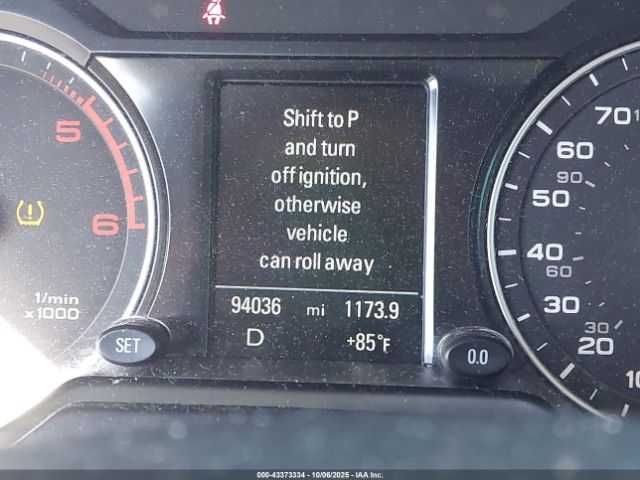 Shift to P
and turn
off ignition,
otherwise
vehicle
can roll away
94036 mi 1173.9
D +85°F
5
6
1/min
x1000
SET
0.0
70
60
90
50
40
60
30
30
20
000-43373334 - 10/06/2025 - IAA Inc.